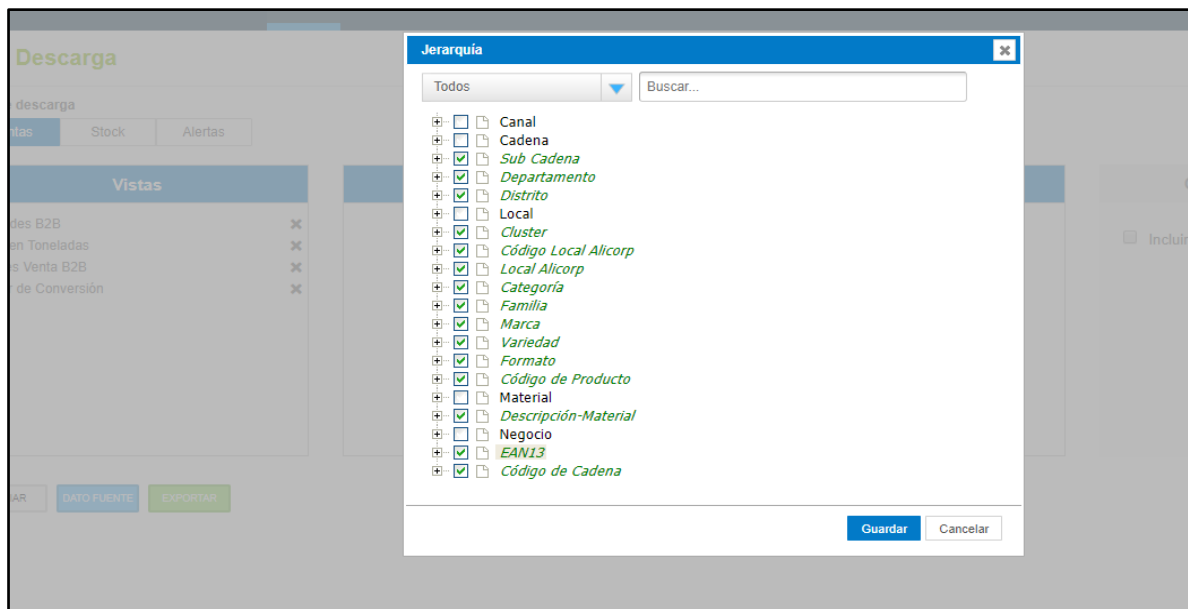 Descarga
descarga
Stock
Alertas
Vistas
des B2B
en Toneladas
Venta B2B
de Conversión
DATO FUENTE
EXPORTAR
Incluir
Jerarquía
Todos
Buscar...
Canal
Cadena
Sub Cadena
Departamento
Distrito
Local
Cluster
Código Local Alicorp
Local Alicorp
Categoría
Familia
Marca
Variedad
Formato
Código de Producto
Material
Descripción-Material
Negocio
EAN13
Código de Cadena
Guardar
Cancelar